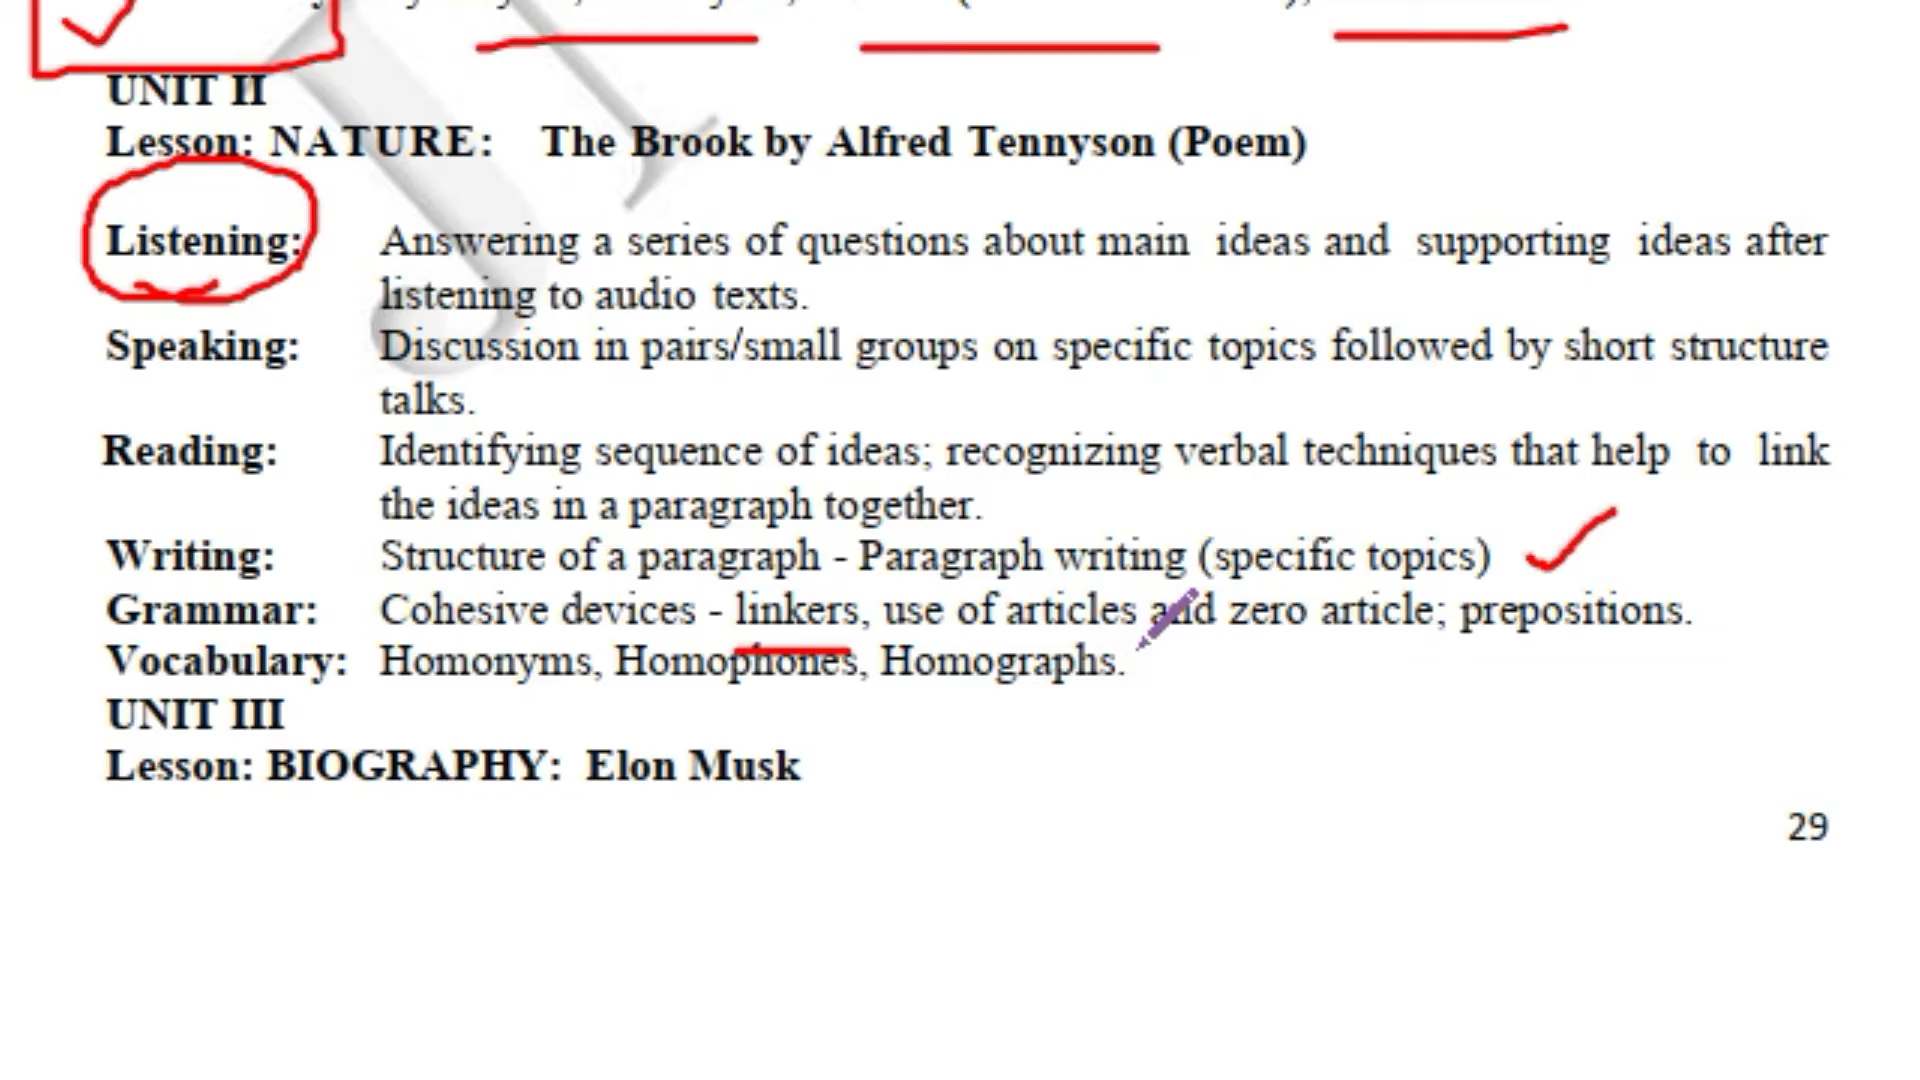 UNIT II
Lesson: NATURE: The Brook by Alfred Tennyson (Poem)
Listening: Answering a series of questions about main ideas and supporting ideas after
listening to audio texts.
Speaking: Discussion in pairs/small groups on specific topics followed by short structure
talks.
Reading: Identifying sequence of ideas; recognizing verbal techniques that help to link
the ideas in a paragraph together.
Writing: Structure of a paragraph - Paragraph writing (specific topics)
Grammar: Cohesive devices - linkers, use of articles and zero article; prepositions.
Vocabulary: Homonyms, Homophones, Homographs.
UNIT III
Lesson: BIOGRAPHY: Elon Musk
29